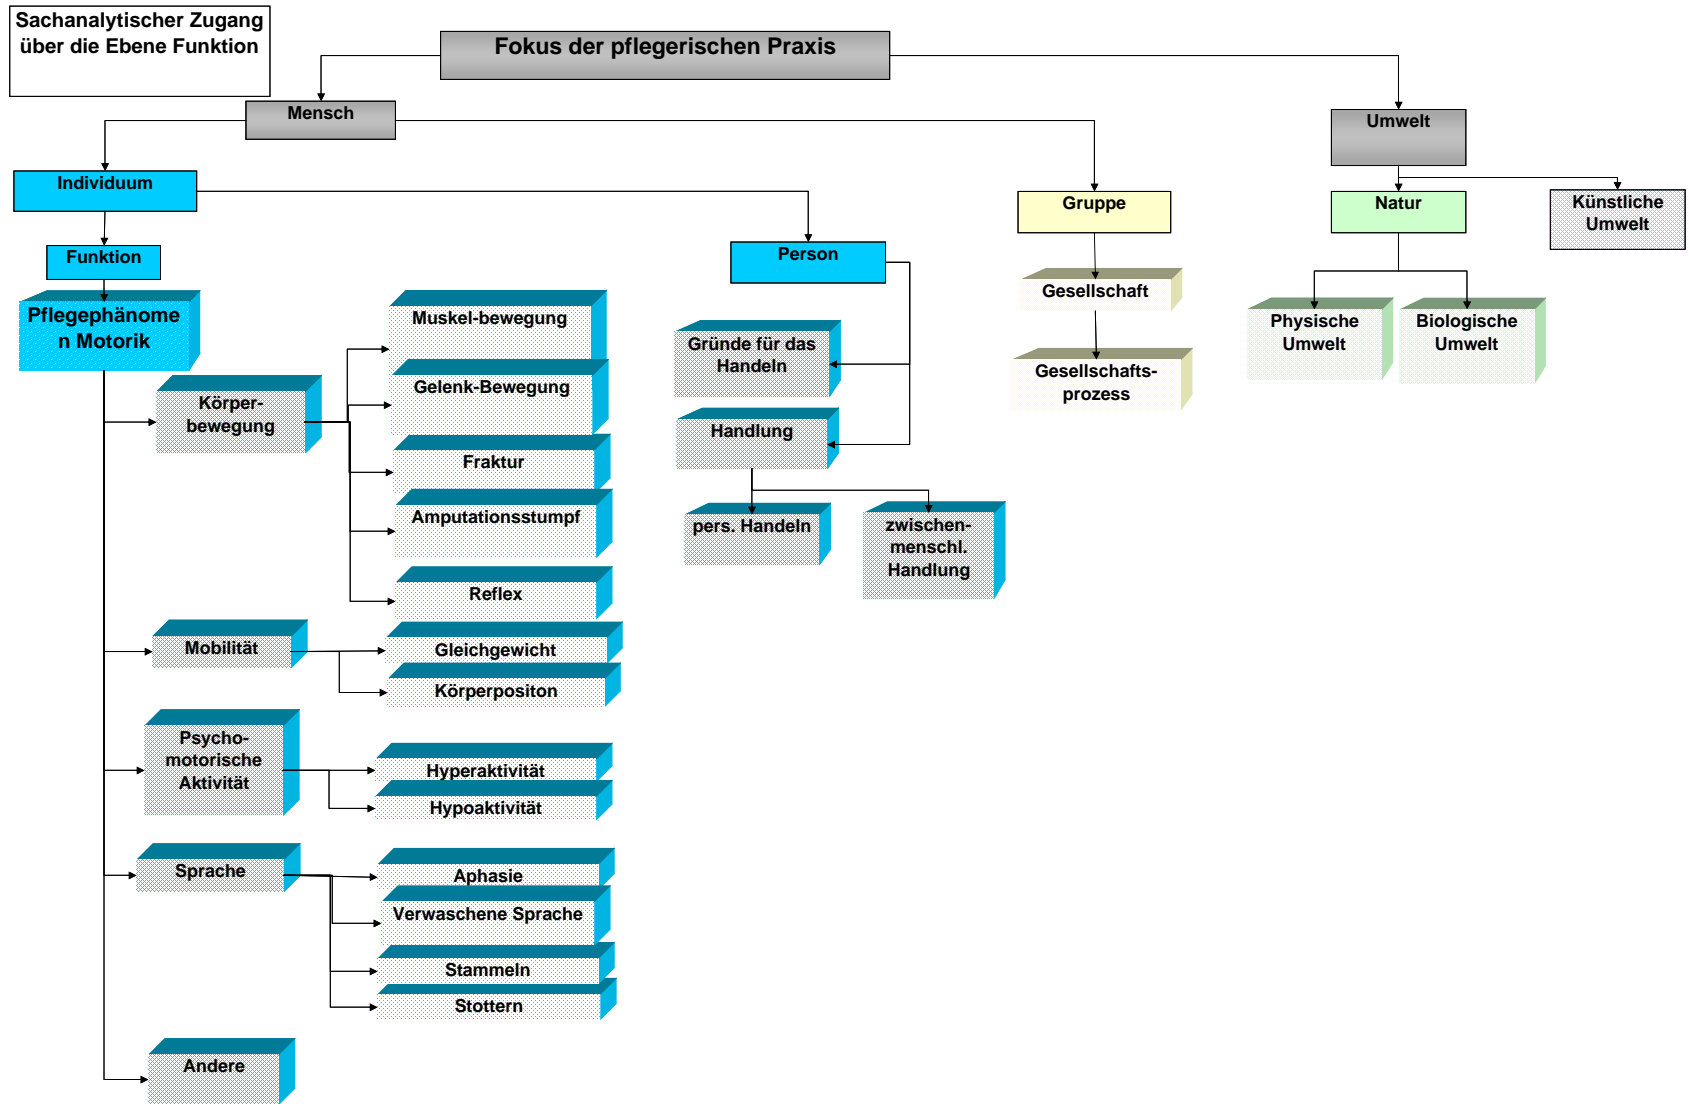 Sachanalytischer Zugang
über die Ebene Funktion
Fokus der pflegerischen Praxis
Mensch
Umwelt
Individuum
Gruppe
Natur
Künstliche
Umwelt
Funktion
Person
Gesellschaft
Pflegephänome
n Motorik
Physische
Umwelt
Biologische
Umwelt
Gründe für das
Handeln
Gesellschafts-
prozess
Handlung
pers. Handeln
zwischen-
menschl.
Handlung
Körper-
bewegung
Muskel-bewegung
Gelenk-Bewegung
Fraktur
Amputationsstumpf
Reflex
Mobilität
Gleichgewicht
Körperpositon
Psycho-
motorische
Aktivität
Hyperaktivität
Hypoaktivität
Sprache
Aphasie
Verwaschene Sprache
Stammeln
Stottern
Andere